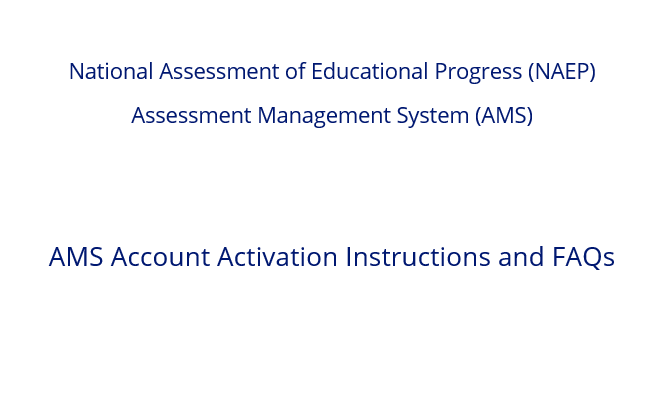 National Assessment of Educational Progress (NAEP)
Assessment Management System (AMS)
AMS Account Activation Instructions and FAQs